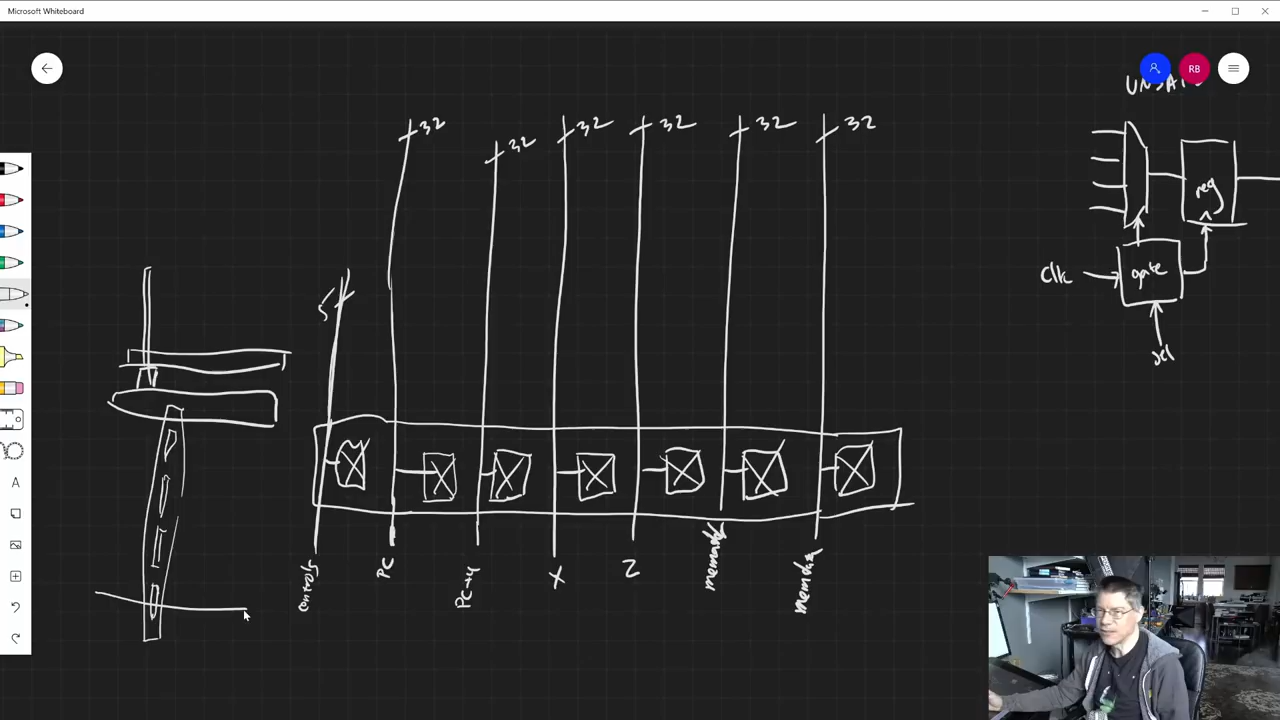 Microsoft Whiteboard
RB
32
32
32
32
32
32
5
reg
clk
gate
sel
A
controls
PC
PC+4
X
Z
memaddr
memdata